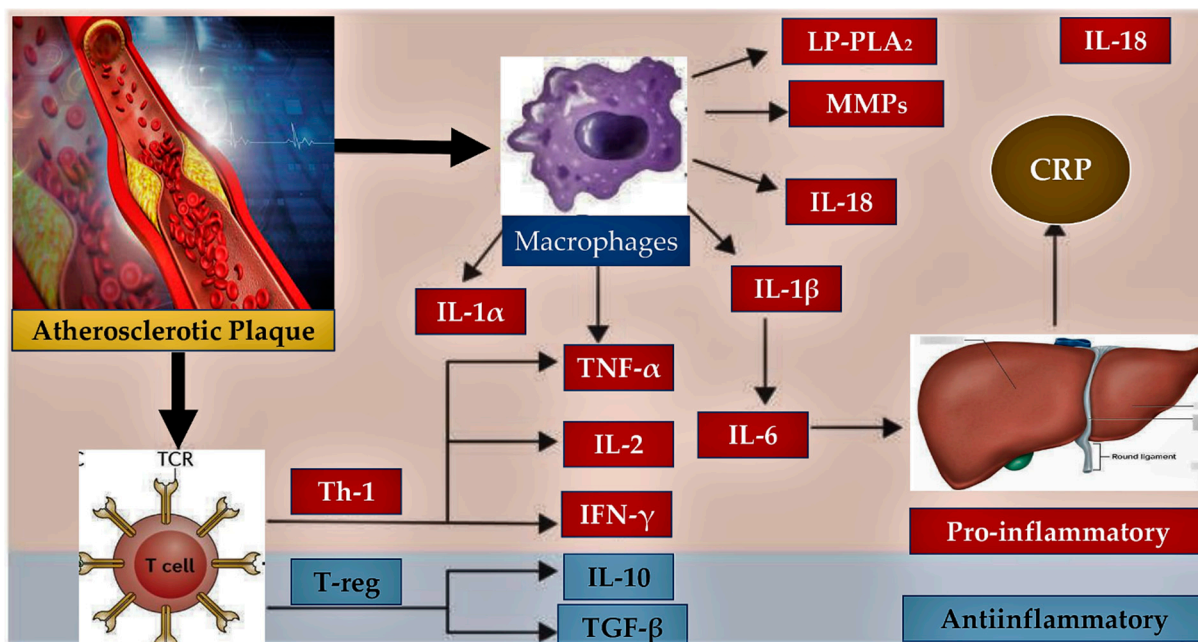 LP-PLA₂
IL-18
MMPs
CRP
IL-18
Macrophages
IL-1α
IL-1β
Atherosclerotic Plaque
TNF-α
IL-6
IL-2
Round ligament
C
TCR
Th-1
IFN-γ
Pro-inflammatory
T cell
T-reg
IL-10
TGF-β
Antiinflammatory